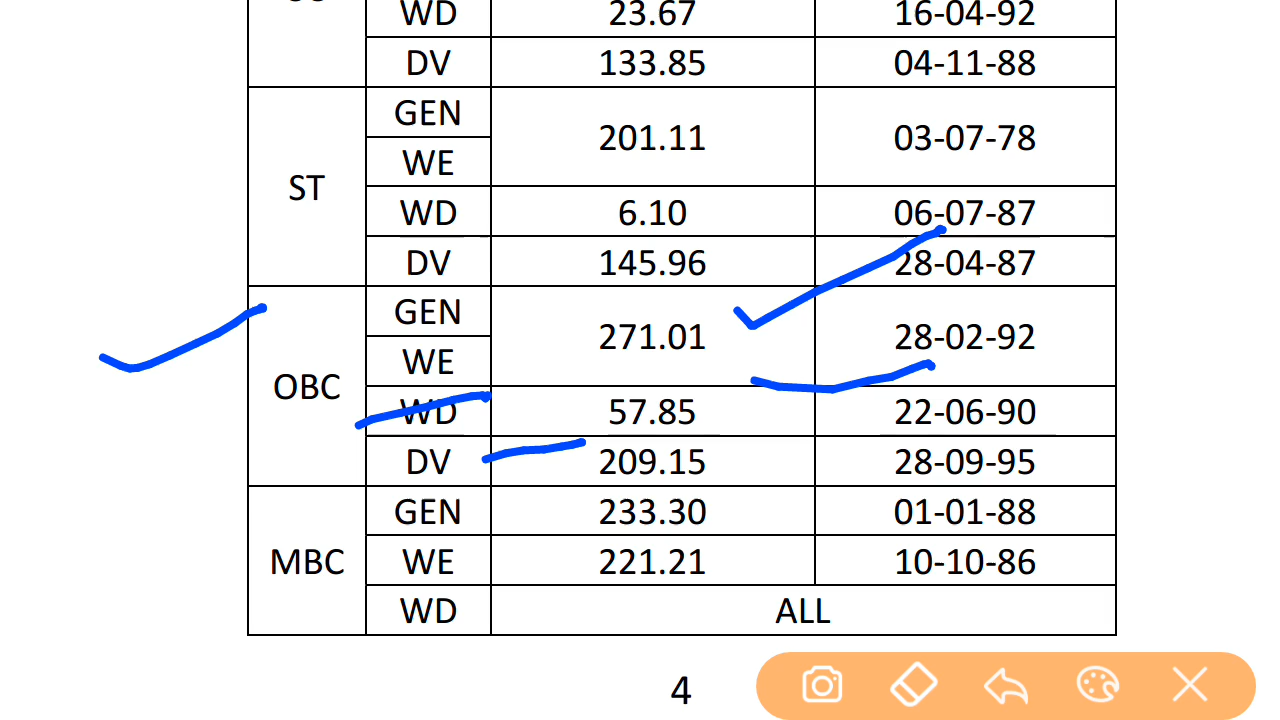 WD 23.67 16-04-92
DV 133.85 04-11-88
GEN
201.11 03-07-78
WE
ST
WD 6.10 06-07-87
DV 145.96 28-04-87
GEN
271.01 28-02-92
WE
OBC
WD 57.85 22-06-90
DV 209.15 28-09-95
GEN 233.30 01-01-88
MBC WE 221.21 10-10-86
WD ALL
4